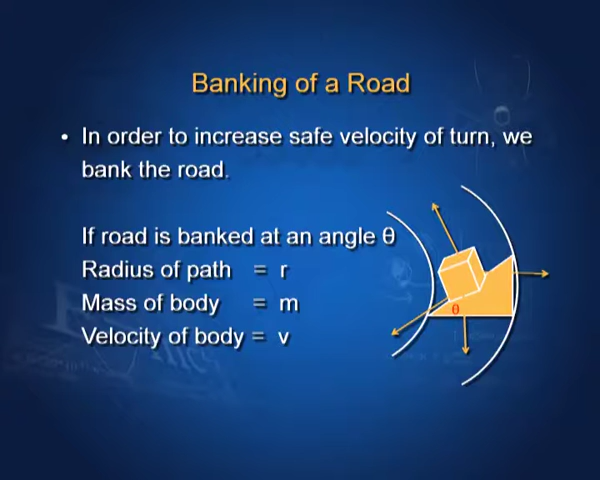 Banking of a Road
• In order to increase safe velocity of turn, we
bank the road.
If road is banked at an angle θ
Radius of path = r
Mass of body = m
Velocity of body = v
θ